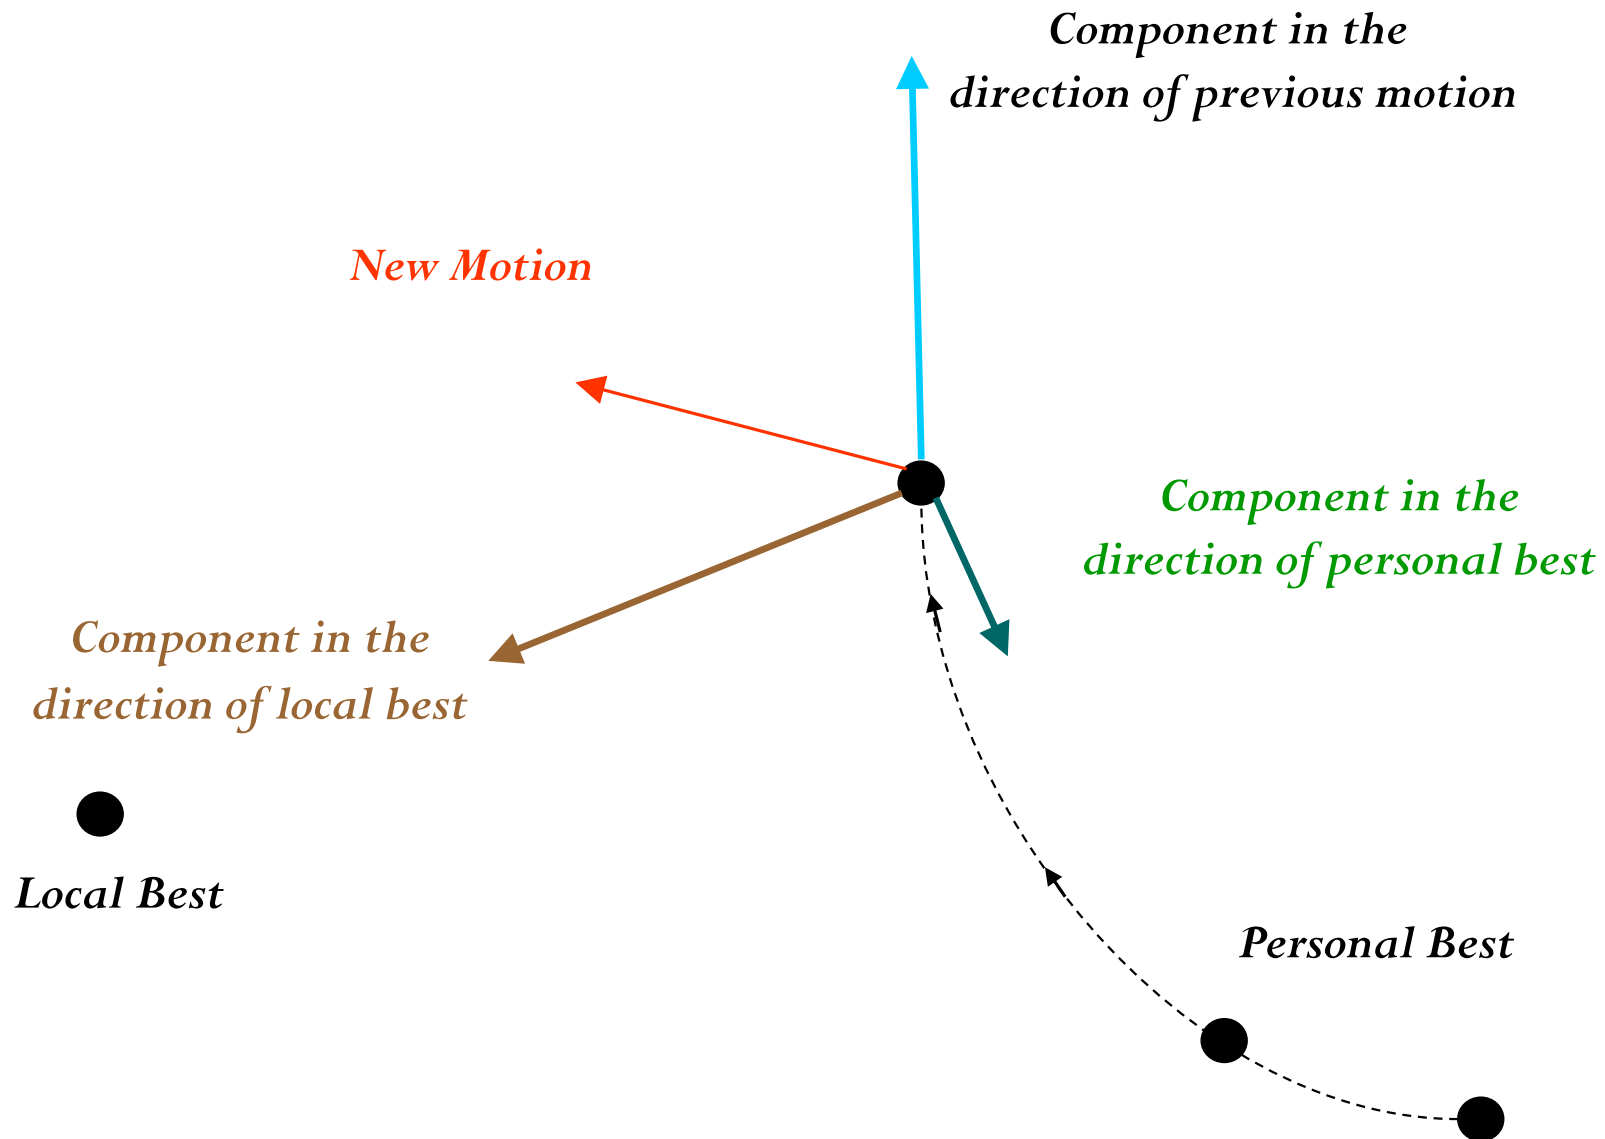 Component in the
direction of previous motion
New Motion
Component in the
direction of personal best
Component in the
direction of local best
Local Best
Personal Best